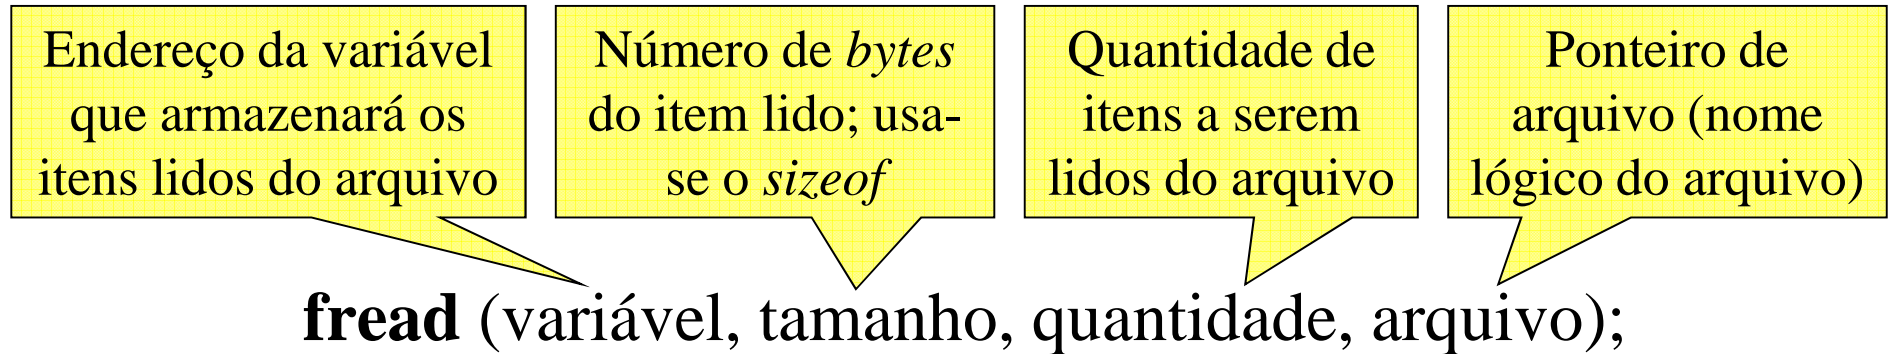 Endereço da variável
que armazenará os
itens lidos do arquivo
Número de bytes
do item lido; usa-
se o sizeof
Quantidade de
itens a serem
lidos do arquivo
Ponteiro de
arquivo (nome
lógico do arquivo)
fread (variável, tamanho, quantidade, arquivo);